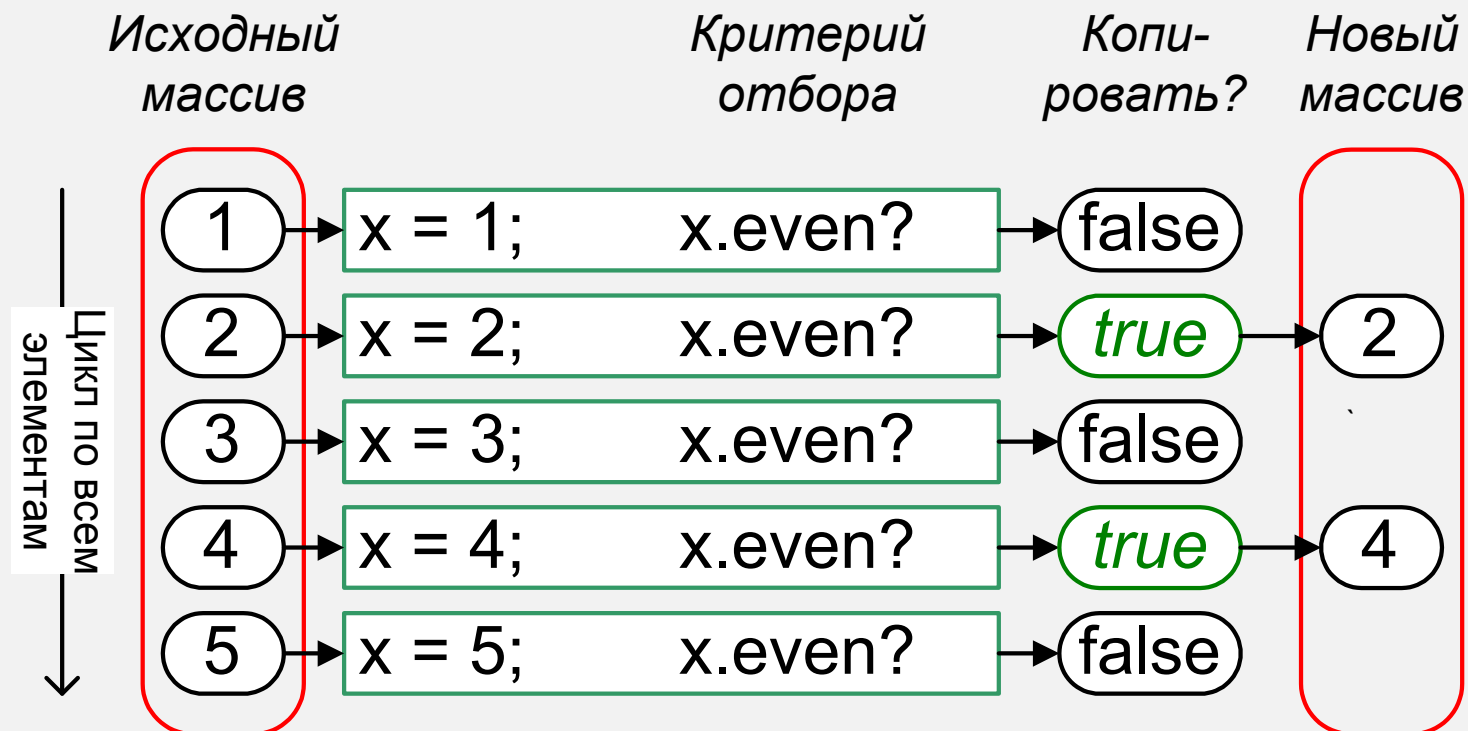 Исходный массив
Критерий отбора
Копи-
ровать?
Новый массив
Цикл по всем
элементам
1 x = 1; x.even? false
2 x = 2; x.even? true 2
3 x = 3; x.even? false
4 x = 4; x.even? true 4
5 x = 5; x.even? false